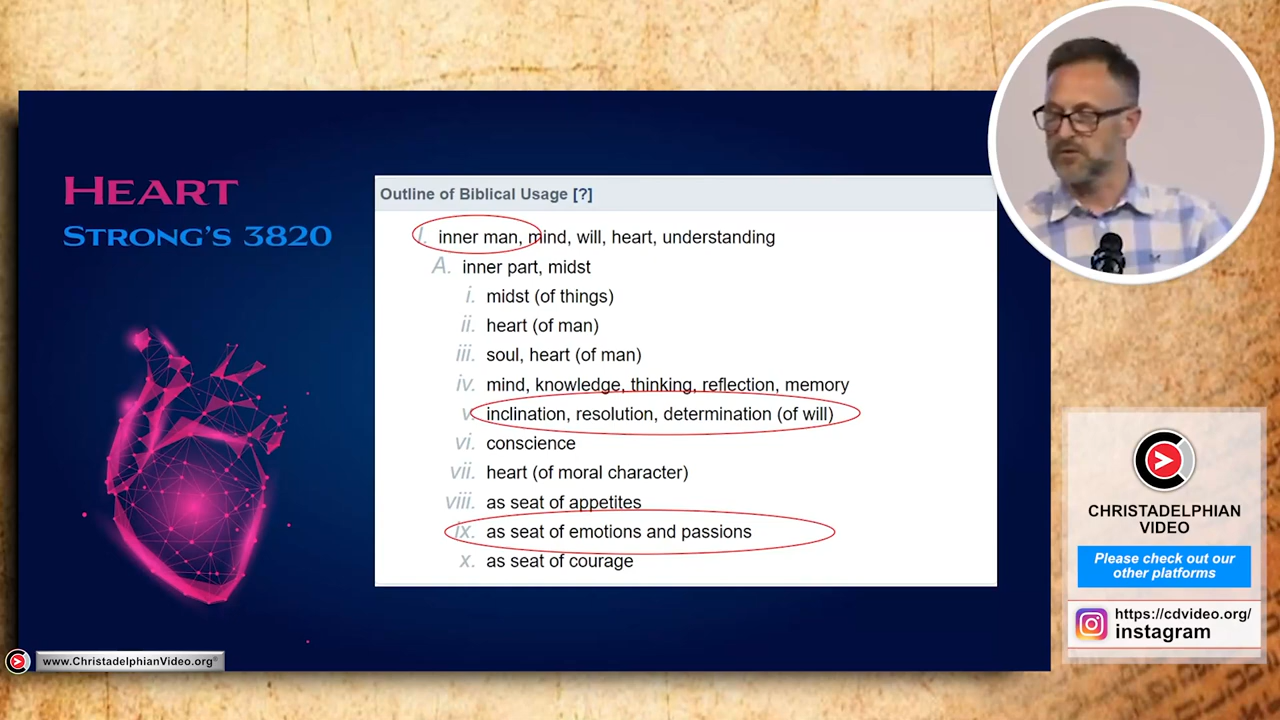 HEART
STRONG'S 3820
Outline of Biblical Usage [?]
I. inner man, mind, will, heart, understanding
A. inner part, midst
i. midst (of things)
ii. heart (of man)
iii. soul, heart (of man)
iv. mind, knowledge, thinking, reflection, memory
v. inclination, resolution, determination (of will)
vi. conscience
vii. heart (of moral character)
viii. as seat of appetites
ix. as seat of emotions and passions
x. as seat of courage
CHRISTADELPHIAN
VIDEO
Please check out our
other platforms
https://cdvideo.org/
instagram
www.ChristadelphianVideo.org®